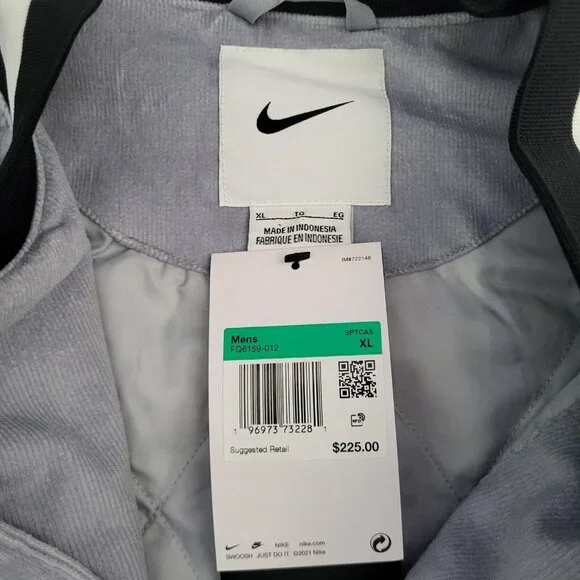 XL TG EG
MADE IN INDONESIA
FABRIQUE EN INDONESIE
IM#722146
Mens 3PTCAS
FQ6159-012 XL
1 96973 73228 1
Suggested Retail $225.00
NIKE nike.com
SWOOSH JUST DO IT ©2021 Nike